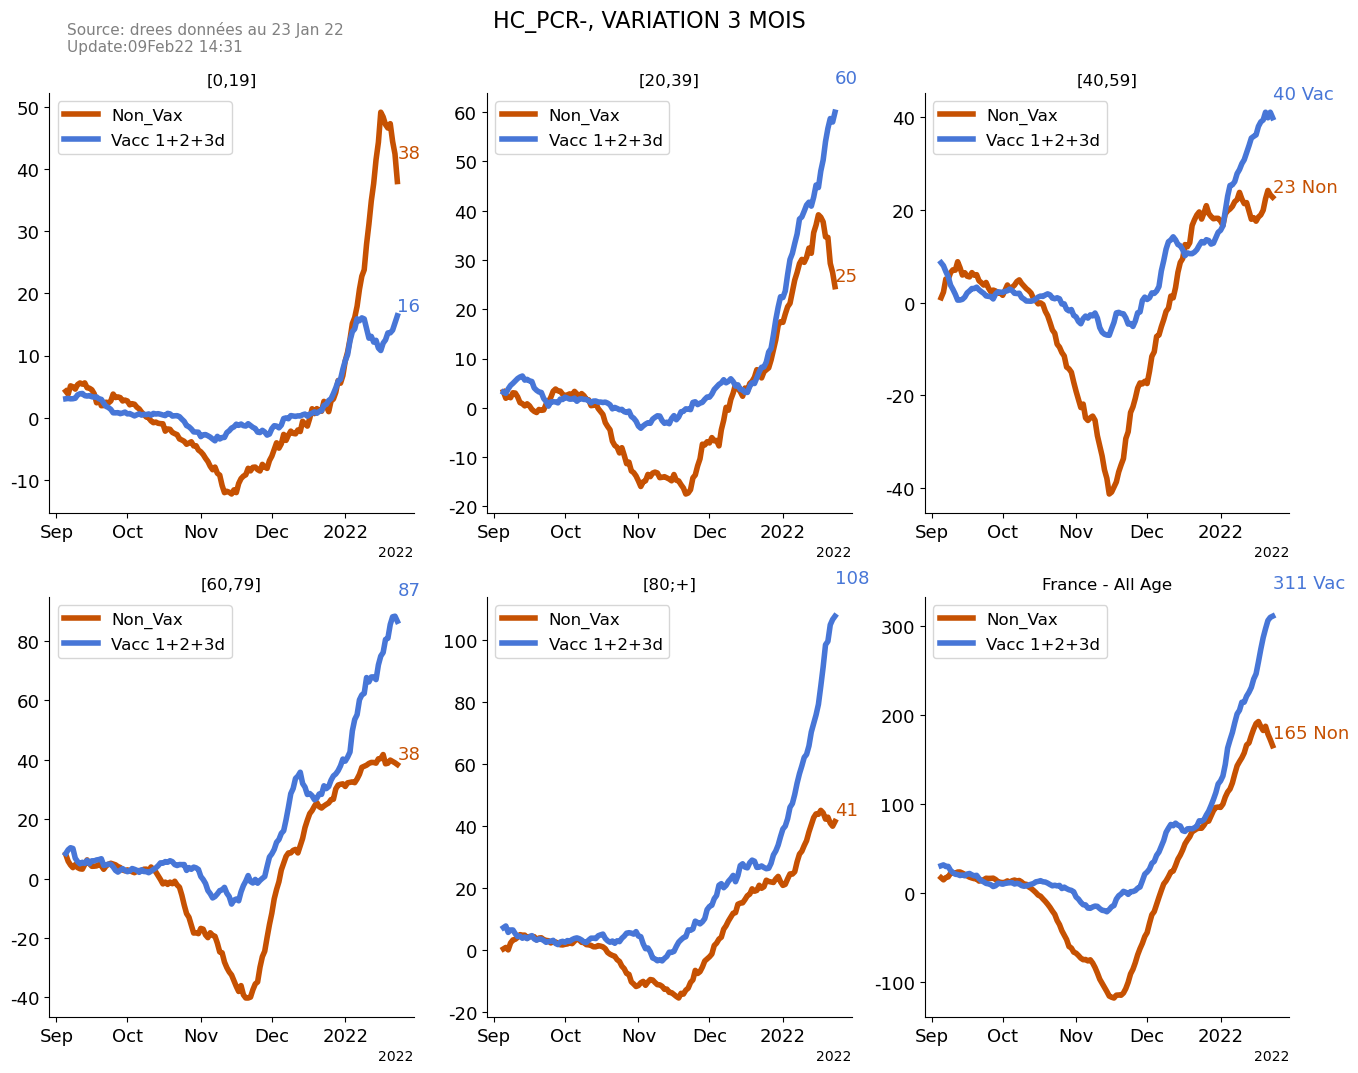 HC_PCR-, VARIATION 3 MOIS
Source: drees données au 23 Jan 22
Update:09Feb22 14:31
[0,19]
Non_Vax
Vacc 1+2+3d
50
40
30
20
10
0
-10
38
16
Sep Oct Nov Dec 2022
2022
[20,39]
60
Non_Vax
Vacc 1+2+3d
60
50
40
30
20
10
0
-10
-20
25
Sep Oct Nov Dec 2022
2022
[40,59]
40 Vac
Non_Vax
Vacc 1+2+3d
40
20
0
-20
-40
23 Non
Sep Oct Nov Dec 2022
2022
[60,79]
87
Non_Vax
Vacc 1+2+3d
80
60
40
20
0
-20
-40
38
Sep Oct Nov Dec 2022
2022
[80;+]
108
Non_Vax
Vacc 1+2+3d
100
80
60
40
20
0
-20
41
Sep Oct Nov Dec 2022
2022
France - All Age
311 Vac
Non_Vax
Vacc 1+2+3d
300
200
100
0
-100
165 Non
Sep Oct Nov Dec 2022
2022